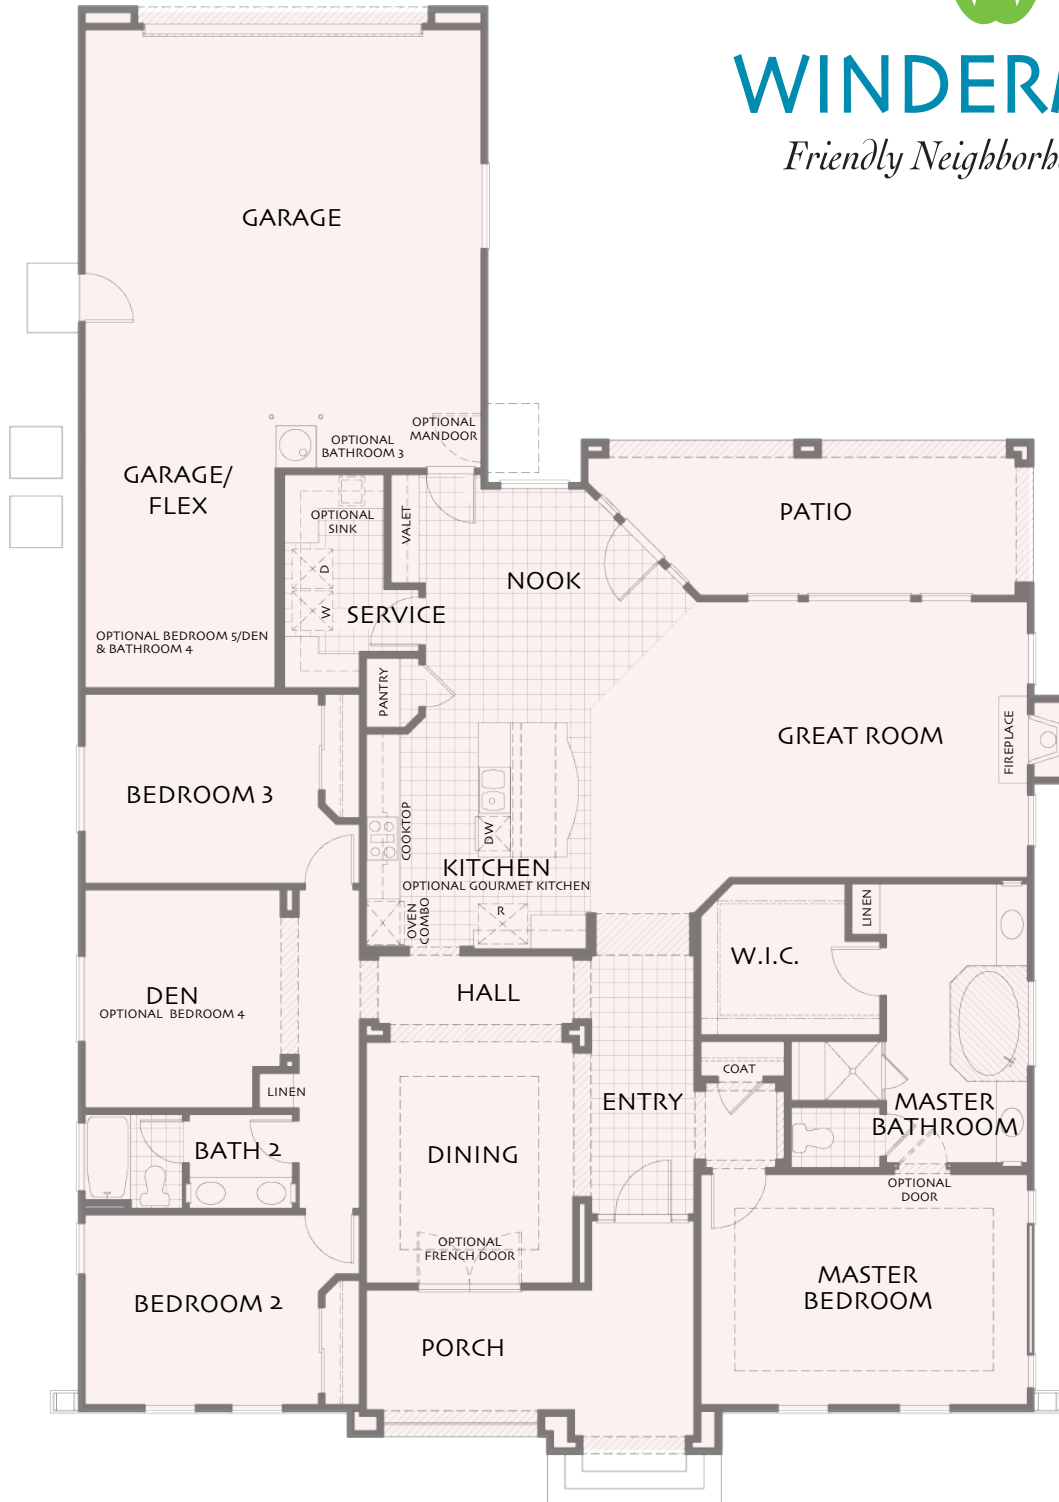 WINDERM
Friendly Neighborh
GARAGE
OPTIONAL
MANDOOR
OPTIONAL
BATHROOM 3
GARAGE/
FLEX
OPTIONAL
SINK
VALET
PATIO
D
NOOK
W
SERVICE
OPTIONAL BEDROOM 5/DEN
& BATHROOM 4
PANTRY
GREAT ROOM
FIREPLACE
BEDROOM 3
COOKTOP
DW
KITCHEN
OPTIONAL GOURMET KITCHEN
OVEN
COMBO
R
LINEN
W.I.C.
DEN
OPTIONAL BEDROOM 4
HALL
COAT
LINEN
ENTRY
MASTER
BATHROOM
BATH 2
DINING
OPTIONAL
DOOR
OPTIONAL
FRENCH DOOR
MASTER
BEDROOM
BEDROOM 2
PORCH